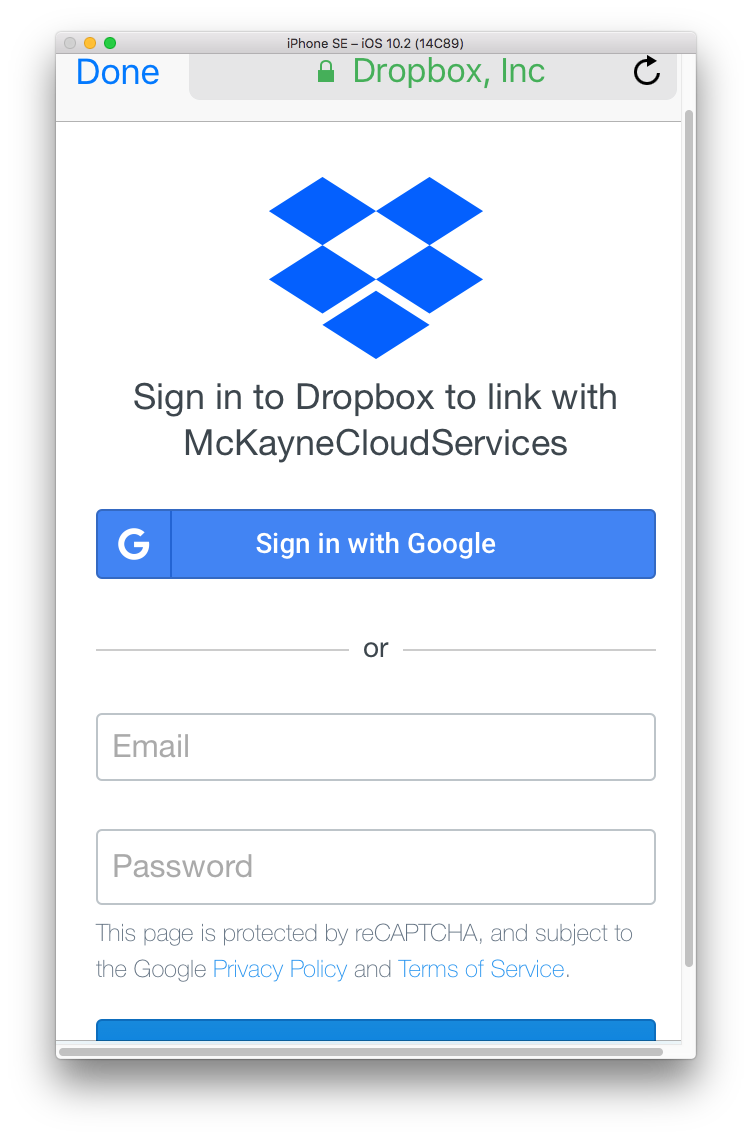 iPhone SE – iOS 10.2 (14C89)
Done
Dropbox, Inc
Sign in to Dropbox to link with
McKayneCloudServices
G
Sign in with Google
or
Email
Password
This page is protected by reCAPTCHA, and subject to
the Google Privacy Policy and Terms of Service.